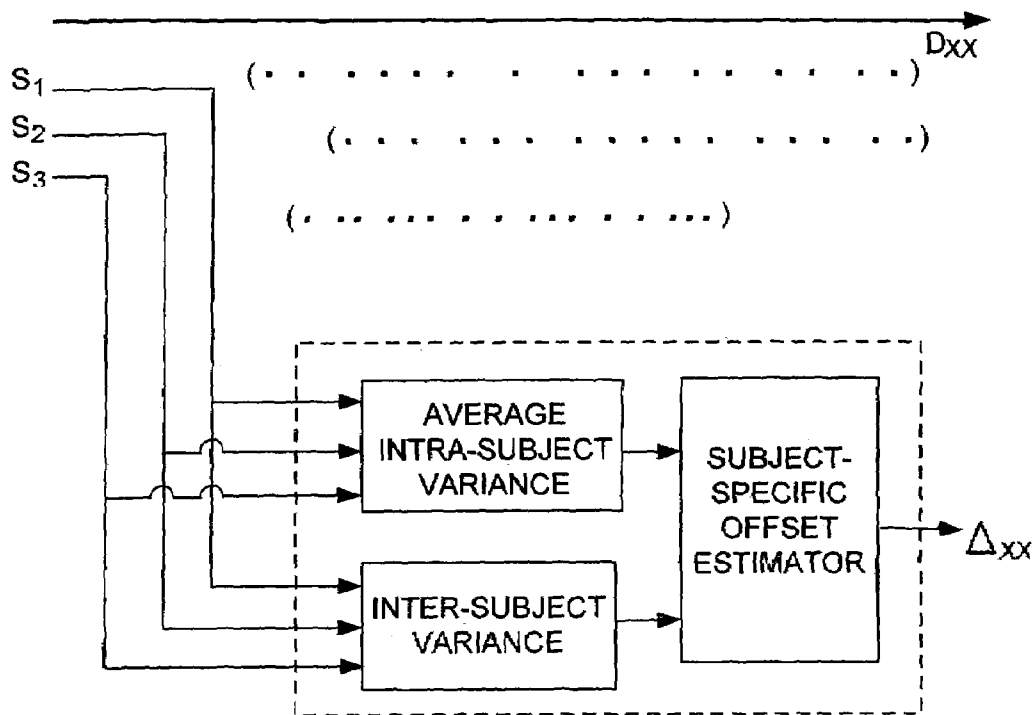 Dxx
S1
S2
S3
AVERAGE
INTRA-SUBJECT
VARIANCE
SUBJECT-
SPECIFIC
OFFSET
ESTIMATOR
Δxx
INTER-SUBJECT
VARIANCE